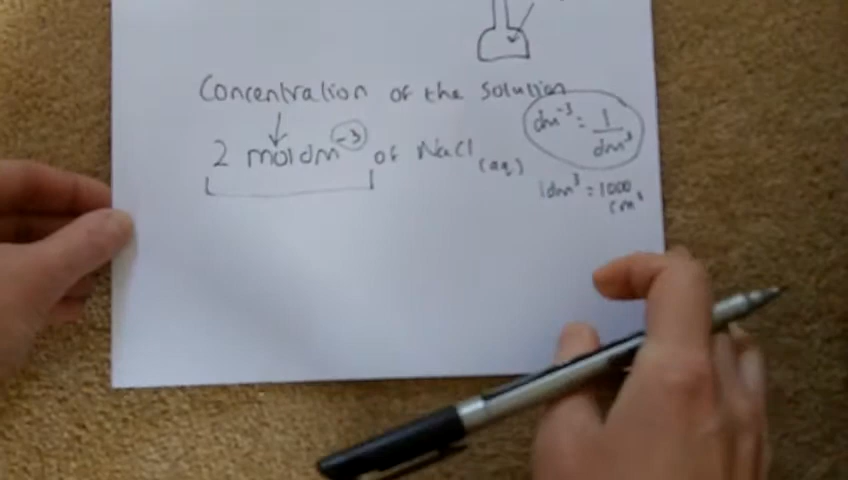 Concentration of the solution
2 moldm⁻³ of NaCl (aq)
dm⁻³ = 1/dm³
1dm³ = 1000
cm³